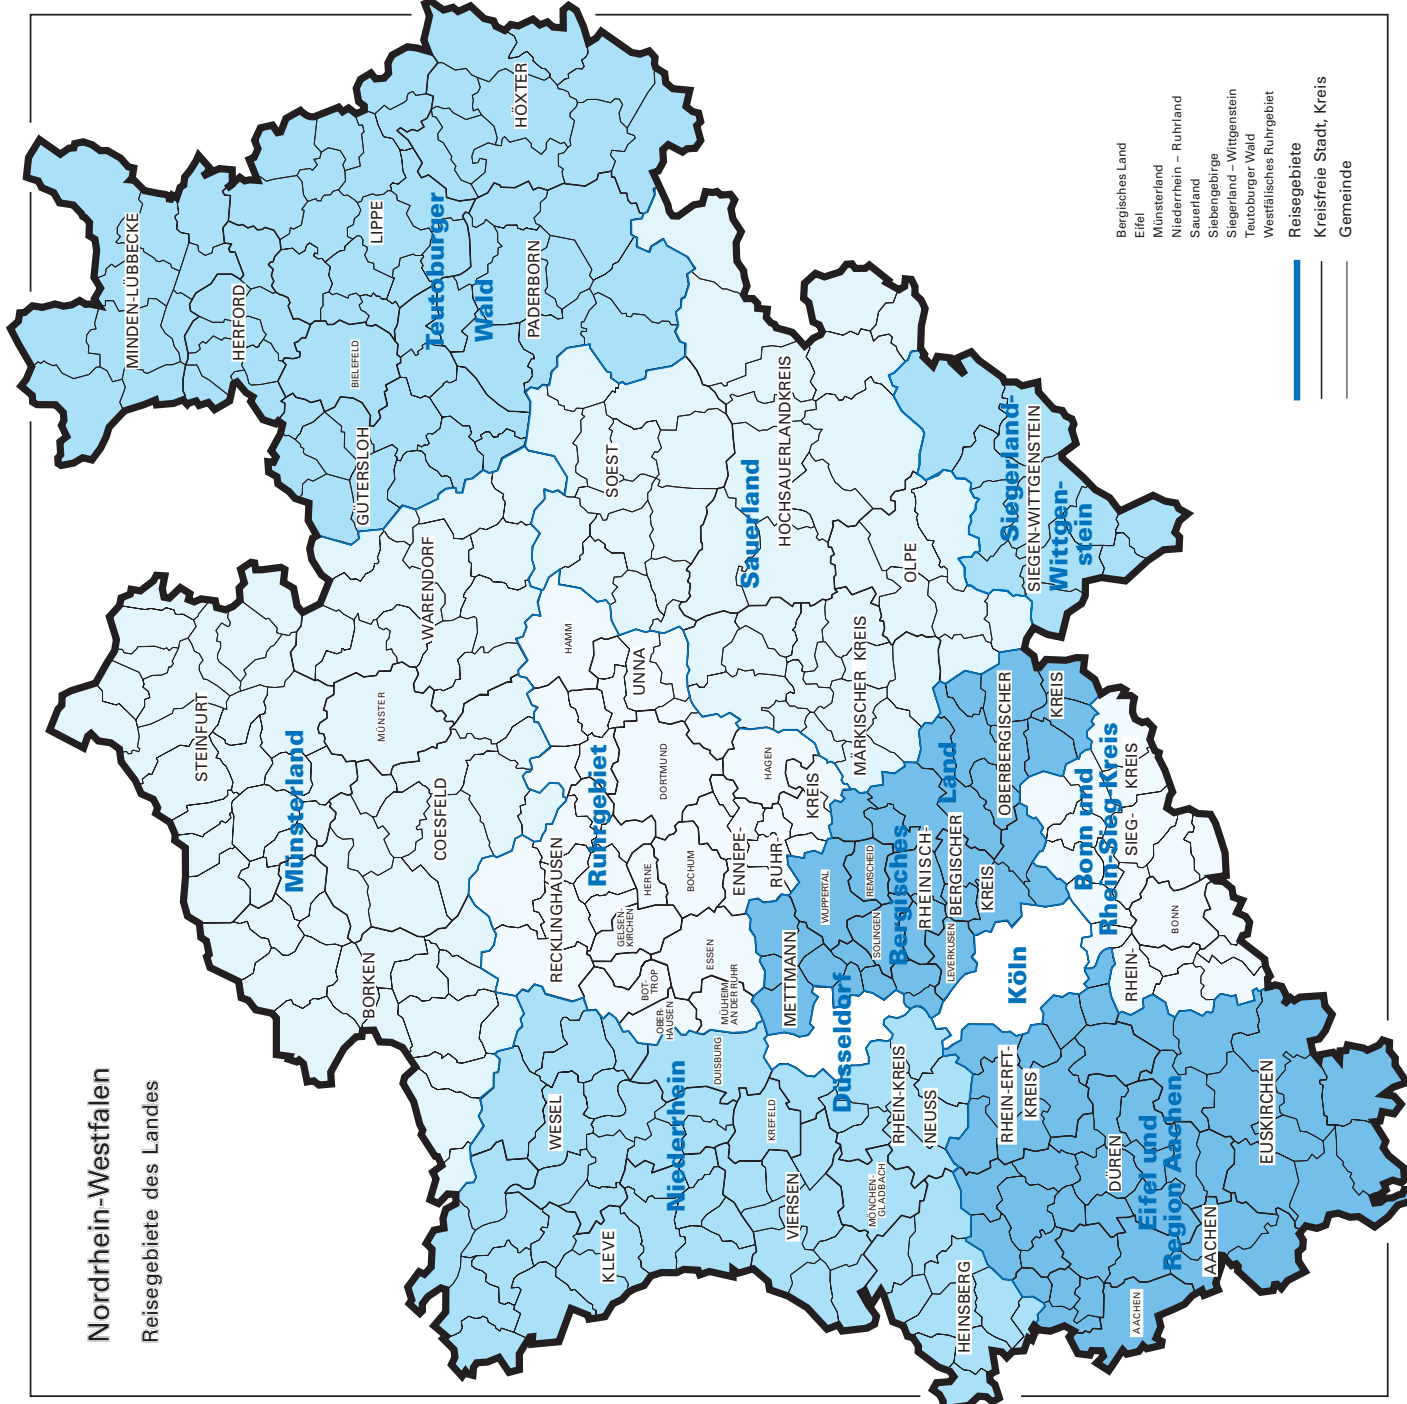 Nordrhein-Westfalen
Reisegebiete des Landes
STEINFURT
Münsterland
MÜNSTER
BORKEN
COESFELD
WARENDORF
MINDEN-LÜBBECKE
HERFORD
BIELEFELD
GÜTERSLOH
LIPPE
Teutoburger
Wald
HÖXTER
PADERBORN
KLEVE
WESEL
Niederrhein
DUISBURG
KREFELD
VIERSEN
MÖNCHEN-
GLADBACH
RHEIN-KREIS
NEUSS
HEINSBERG
RECKLINGHAUSEN
Ruhrgebiet
BOT-
TROP
OBER-
HAUSEN
GELSEN-
KIRCHEN
HERNE
BOCHUM
ESSEN
MÜLHEIM/
AN DER RUHR
DORTMUND
HAMM
UNNA
HAGEN
ENNEPE-
RUHR-
KREIS
SOEST
Sauerland
HOCHSAUERLANDKREIS
MÄRKISCHER KREIS
OLPE
Siegerland-
Wittgen-
stein
SIEGEN-WITTGENSTEIN
METTMANN
Düsseldorf
WUPPERTAL
REMSCHEID
SOLINGEN
Bergisches
Land
RHEINISCH-
BERGISCHER
KREIS
LEVERKUSEN
OBERBERGISCHER
KREIS
Köln
Bonn und
Rhein-Sieg-Kreis
RHEIN-
SIEG-
KREIS
BONN
RHEIN-ERFT-
KREIS
DÜREN
Eifel und
Region Aachen
AACHEN
AACHEN
EUSKIRCHEN
Bergisches Land
Eifel
Münsterland
Niederrhein – Ruhrland
Sauerland
Siebengebirge
Siegerland – Wittgenstein
Teutoburger Wald
Westfälisches Ruhrgebiet
Reisegebiete
Kreisfreie Stadt, Kreis
Gemeinde